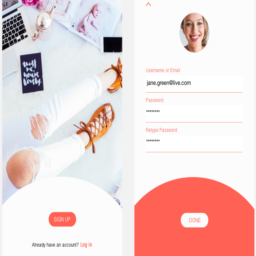 SIGN UP
Already have an account? Log In
Username or Email
jane.green@live.com
Password
********
Retype Password
********
DONE